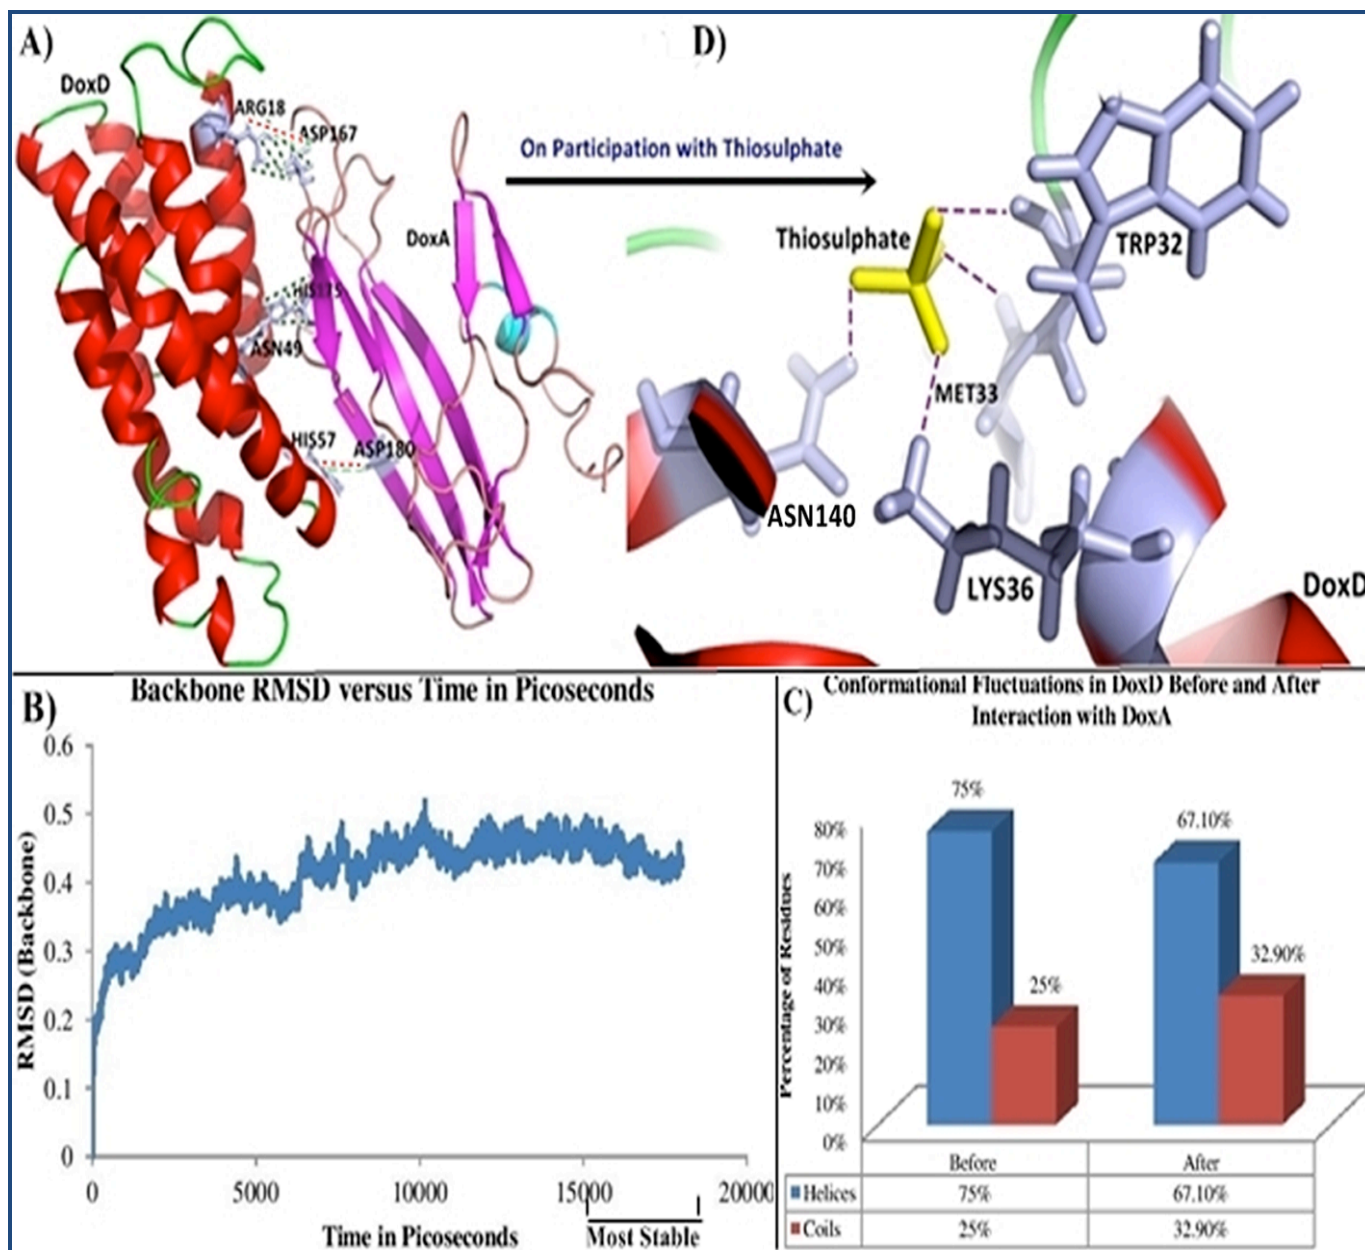 A)
DoxD
ARG18
ASP167
DoxA
HIS175
ASN49
HIS57
ASP180
D)
On Participation with Thiosulphate
Thiosulphate
TRP32
MET33
ASN140
LYS36
DoxD
B)
Backbone RMSD versus Time in Picoseconds
RMSD (Backbone)
0.6
0.5
0.4
0.3
0.2
0.1
0
0 5000 10000 15000 20000
Time in Picoseconds
Most Stable
C)
Conformational Fluctuations in DoxD Before and After
Interaction with DoxA
Percentage of Residues
80%
70%
60%
50%
40%
30%
20%
10%
0%
75%
25%
67.10%
32.90%
Before After
Helices 75% 67.10%
Coils 25% 32.90%